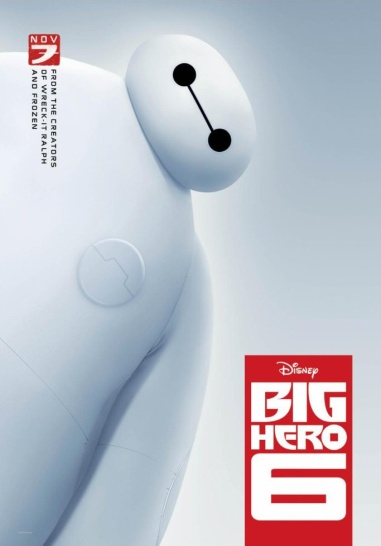 NOV
7
FROM THE CREATORS
OF WRECK-IT RALPH
AND FROZEN
Disney
BIG
HERO
6